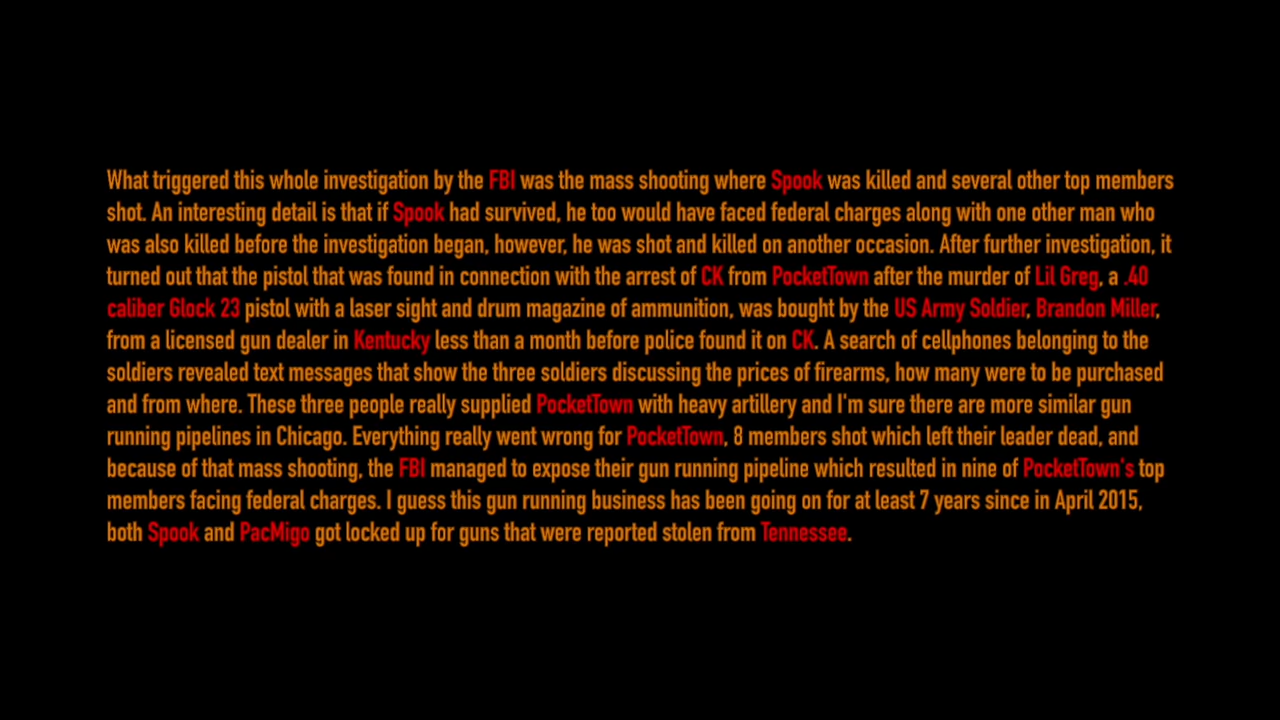 What triggered this whole investigation by the FBI was the mass shooting where Spook was killed and several other top members
shot. An interesting detail is that if Spook had survived, he too would have faced federal charges along with one other man who
was also killed before the investigation began, however, he was shot and killed on another occasion. After further investigation, it
turned out that the pistol that was found in connection with the arrest of CK from PocketTown after the murder of Lil Greg, a .40
caliber Glock 23 pistol with a laser sight and drum magazine of ammunition, was bought by the US Army Soldier, Brandon Miller,
from a licensed gun dealer in Kentucky less than a month before police found it on CK. A search of cellphones belonging to the
soldiers revealed text messages that show the three soldiers discussing the prices of firearms, how many were to be purchased
and from where. These three people really supplied PocketTown with heavy artillery and I'm sure there are more similar gun
running pipelines in Chicago. Everything really went wrong for PocketTown, 8 members shot which left their leader dead, and
because of that mass shooting, the FBI managed to expose their gun running pipeline which resulted in nine of PocketTown's top
members facing federal charges. I guess this gun running business has been going on for at least 7 years since in April 2015,
both Spook and PacMigo got locked up for guns that were reported stolen from Tennessee.